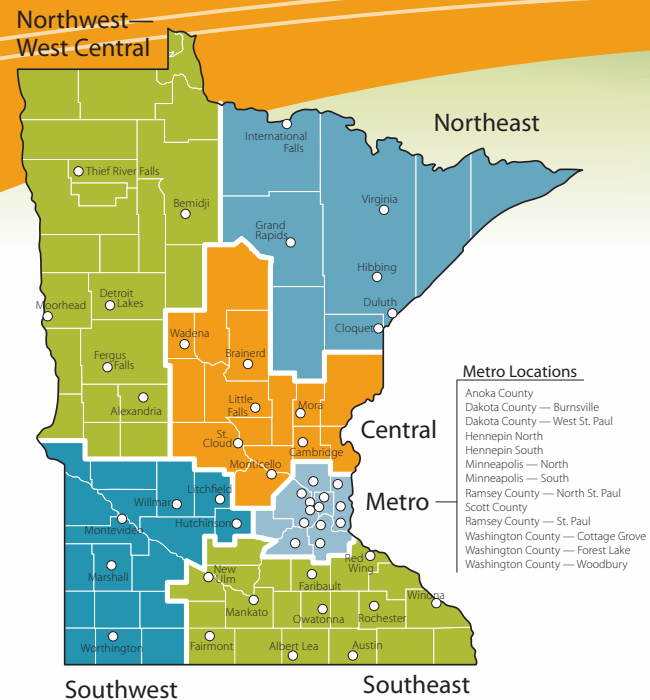 Northwest—
West Central
Northeast
International
Falls
Thief River Falls
Bemidji
Virginia
Grand
Rapids
Hibbing
Detroit
Lakes
Moorhead
Duluth
Cloquet
Wadena
Brainerd
Fergus
Falls
Alexandria
Little
Falls
Mora
St.
Cloud
Cambridge
Monticello
Central
Metro Locations
Anoka County
Dakota County — Burnsville
Dakota County — West St. Paul
Hennepin North
Hennepin South
Minneapolis — North
Minneapolis — South
Ramsey County — North St. Paul
Scott County
Ramsey County — St. Paul
Washington County — Cottage Grove
Washington County — Forest Lake
Washington County — Woodbury
Metro
Litchfield
Willmar
Hutchinson
Montevideo
Marshall
New
Ulm
Red
Wing
Faribault
Mankato
Owatonna
Rochester
Winona
Worthington
Fairmont
Albert Lea
Austin
Southwest
Southeast